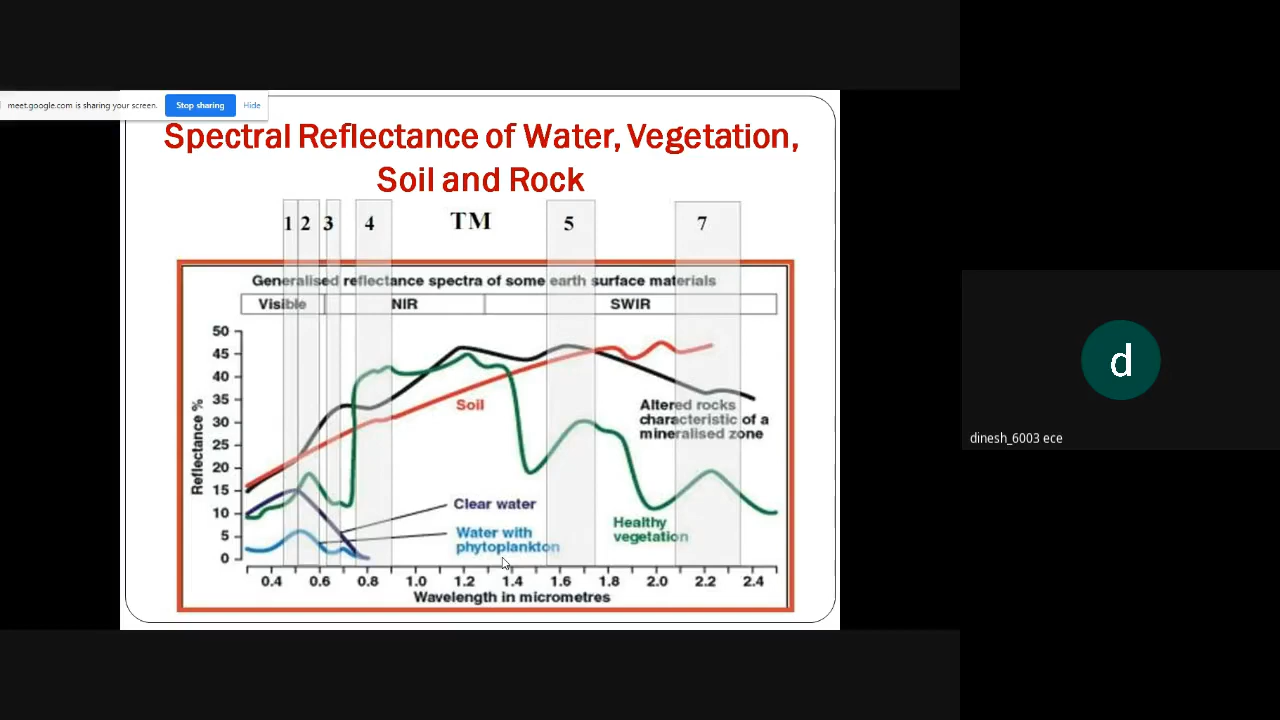 meet.google.com is sharing your screen.
Stop sharing
Hide
Spectral Reflectance of Water, Vegetation,
Soil and Rock
1 2 3 4 TM 5 7
Generalised reflectance spectra of some earth surface materials
Visible NIR SWIR
50
45
40
35
30
25
20
15
10
5
0
Reflectance %
Soil
Altered rocks
characteristic of a
mineralised zone
Clear water
Water with
phytoplankton
Healthy
vegetation
0.4 0.6 0.8 1.0 1.2 1.4 1.6 1.8 2.0 2.2 2.4
Wavelength in micrometres
d
dinesh_6003 ece